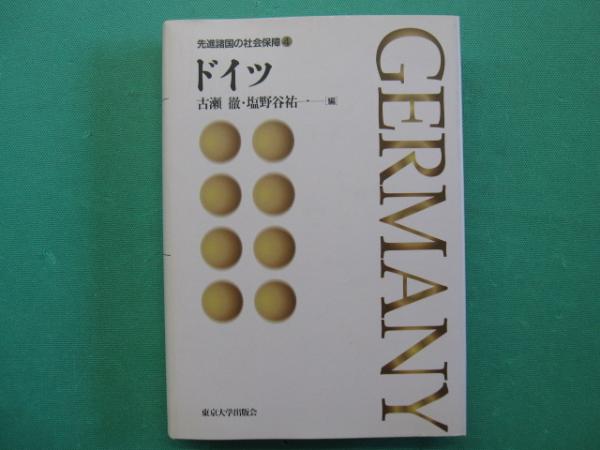 先進諸国の社会保障④
ドイツ
古瀬 徹・塩野谷祐一――[編]
GERMANY
東京大学出版会